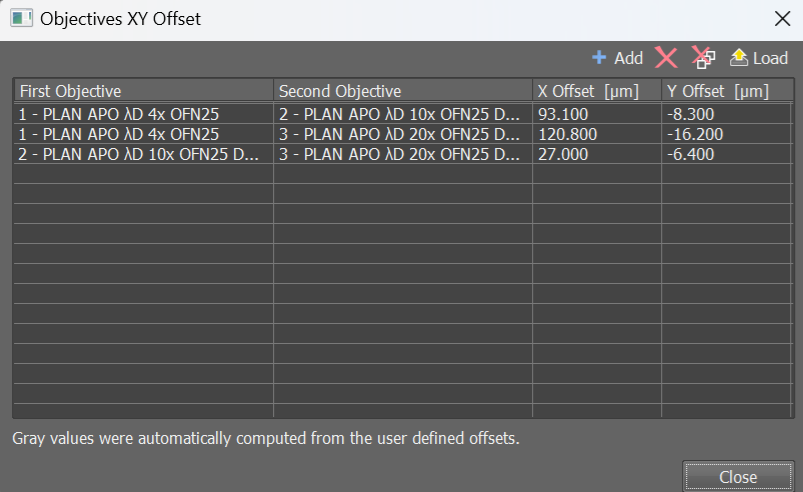 Objectives XY Offset
+ Add Load
First Objective Second Objective X Offset [µm] Y Offset [µm]
1 - PLAN APO λD 4x OFN25 2 - PLAN APO λD 10x OFN25 D... 93.100 -8.300
1 - PLAN APO λD 4x OFN25 3 - PLAN APO λD 20x OFN25 D... 120.800 -16.200
2 - PLAN APO λD 10x OFN25 D... 3 - PLAN APO λD 20x OFN25 D... 27.000 -6.400
Gray values were automatically computed from the user defined offsets.
Close